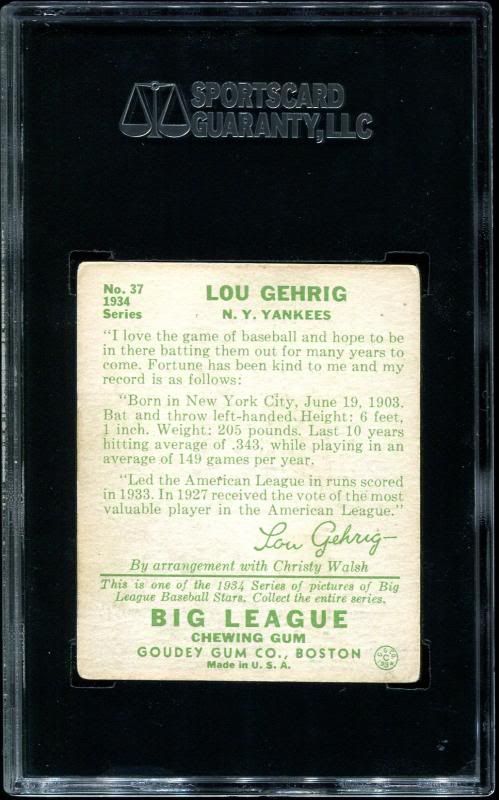 SPORTSCARD
GUARANTY, LLC
No. 37
1934
Series
LOU GEHRIG
N. Y. YANKEES
"I love the game of baseball and hope to be
in there batting them out for many years to
come. Fortune has been kind to me and my
record is as follows:
"Born in New York City, June 19, 1903.
Bat and throw left-handed. Height: 6 feet,
1 inch. Weight: 205 pounds. Last 10 years
hitting average of .343, while playing in an
average of 149 games per year.
"Led the American League in runs scored
in 1933. In 1927 received the vote of the most
valuable player in the American League."
Lou Gehrig
By arrangement with Christy Walsh
This is one of the 1934 Series of pictures of Big
League Baseball Stars. Collect the entire series.
BIG LEAGUE
CHEWING GUM
GOUDEY GUM CO., BOSTON
Made in U. S. A.